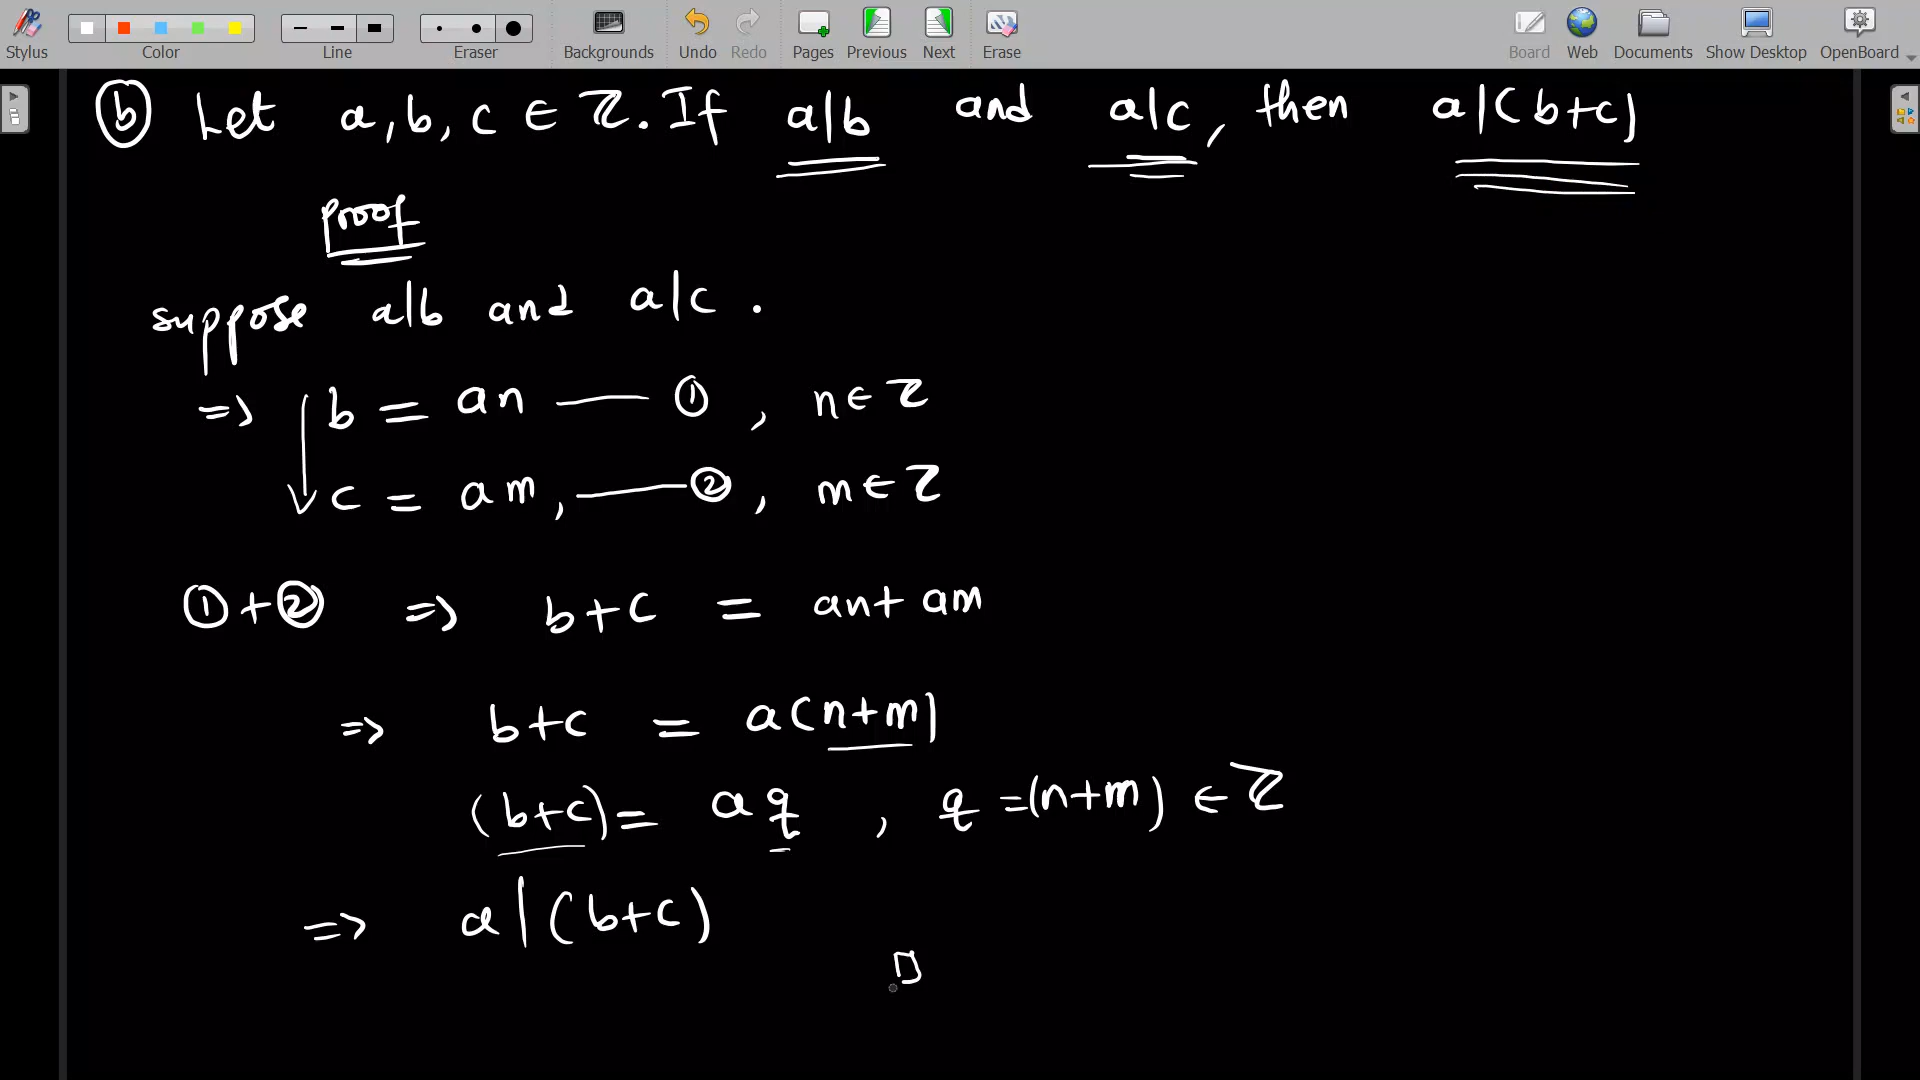 Stylus Color Line Eraser Backgrounds Undo Redo Pages Previous Next Erase Board Web Documents Show Desktop OpenBoard
ⓑ Let a,b,c ∈ ℤ. If a|b and a|c, then a|(b+c)
proof
suppose a|b and a|c .
=> b = an —— ① , n ∈ ℤ
c = am, —— ② , m ∈ ℤ
①+② => b+c = an+am
=> b+c = a(n+m)
(b+c) = aq , q =(n+m) ∈ ℤ
=> a|(b+c)
□